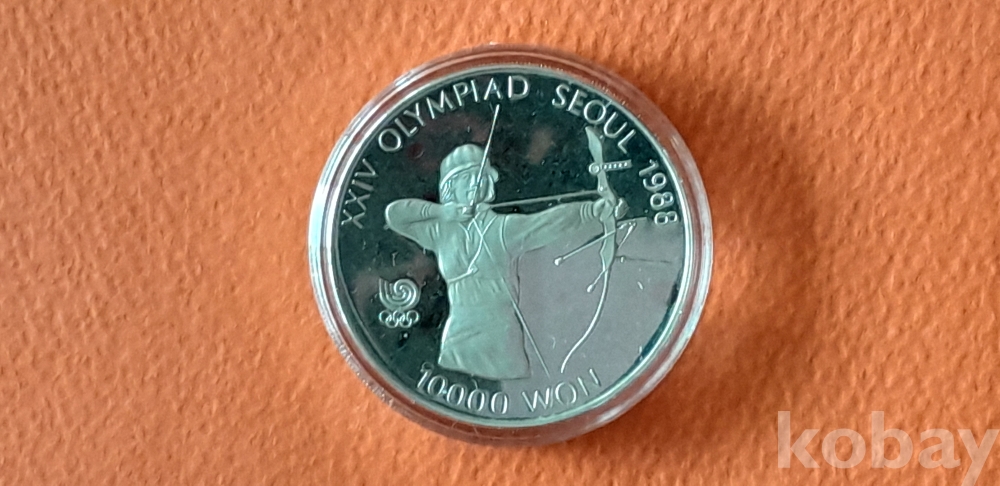 XXIV OLYMPIAD SEOUL 1988
10000 WON
kobay